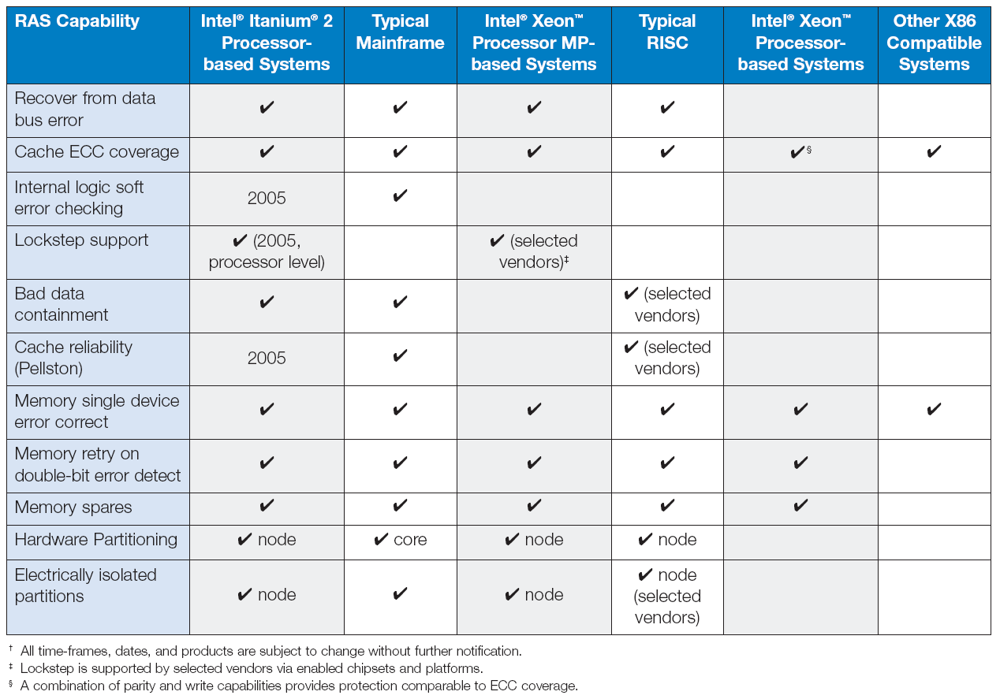 RAS Capability
Intel® Itanium® 2
Processor-
based Systems
Typical
Mainframe
Intel® Xeon™
Processor MP-
based Systems
Typical
RISC
Intel® Xeon™
Processor-
based Systems
Other X86
Compatible
Systems
Recover from data
bus error
✔ ✔ ✔ ✔
Cache ECC coverage ✔ ✔ ✔ ✔ ✔§ ✔
Internal logic soft
error checking
2005 ✔
Lockstep support
✔ (2005,
processor level)
✔ (selected
vendors)‡
Bad data
containment
✔ ✔
✔ (selected
vendors)
Cache reliability
(Pellston)
2005 ✔
✔ (selected
vendors)
Memory single device
error correct
✔ ✔ ✔ ✔ ✔ ✔
Memory retry on
double-bit error detect
✔ ✔ ✔ ✔ ✔
Memory spares ✔ ✔ ✔ ✔ ✔
Hardware Partitioning ✔ node ✔ core ✔ node ✔ node
Electrically isolated
partitions
✔ node ✔ ✔ node
✔ node
(selected
vendors)
† All time-frames, dates, and products are subject to change without further notification.
‡ Lockstep is supported by selected vendors via enabled chipsets and platforms.
§ A combination of parity and write capabilities provides protection comparable to ECC coverage.